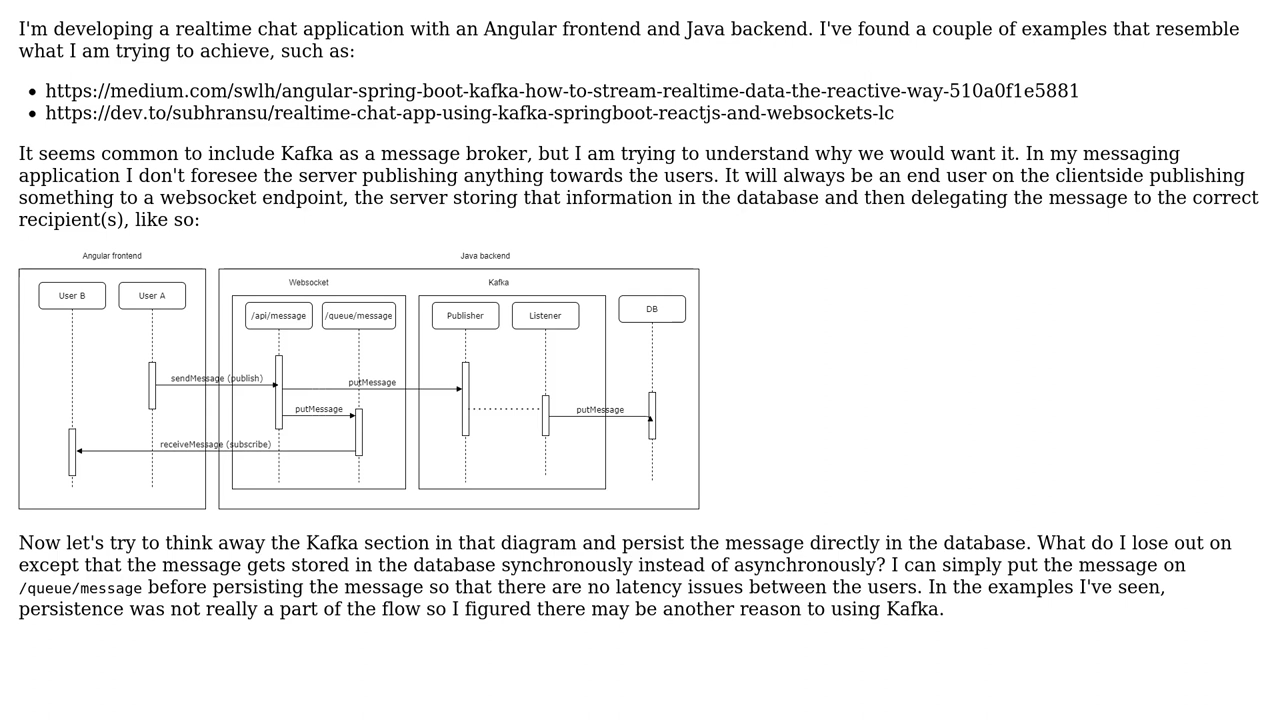 I'm developing a realtime chat application with an Angular frontend and Java backend. I've found a couple of examples that resemble
what I am trying to achieve, such as:
• https://medium.com/swlh/angular-spring-boot-kafka-how-to-stream-realtime-data-the-reactive-way-510a0f1e5881
• https://dev.to/subhransu/realtime-chat-app-using-kafka-springboot-reactjs-and-websockets-lc
It seems common to include Kafka as a message broker, but I am trying to understand why we would want it. In my messaging
application I don't foresee the server publishing anything towards the users. It will always be an end user on the clientside publishing
something to a websocket endpoint, the server storing that information in the database and then delegating the message to the correct
recipient(s), like so:
Angular frontend
Java backend
Websocket
Kafka
User B
User A
/api/message
/queue/message
Publisher
Listener
DB
sendMessage (publish)
putMessage
putMessage
putMessage
receiveMessage (subscribe)
Now let's try to think away the Kafka section in that diagram and persist the message directly in the database. What do I lose out on
except that the message gets stored in the database synchronously instead of asynchronously? I can simply put the message on
/queue/message before persisting the message so that there are no latency issues between the users. In the examples I've seen,
persistence was not really a part of the flow so I figured there may be another reason to using Kafka.